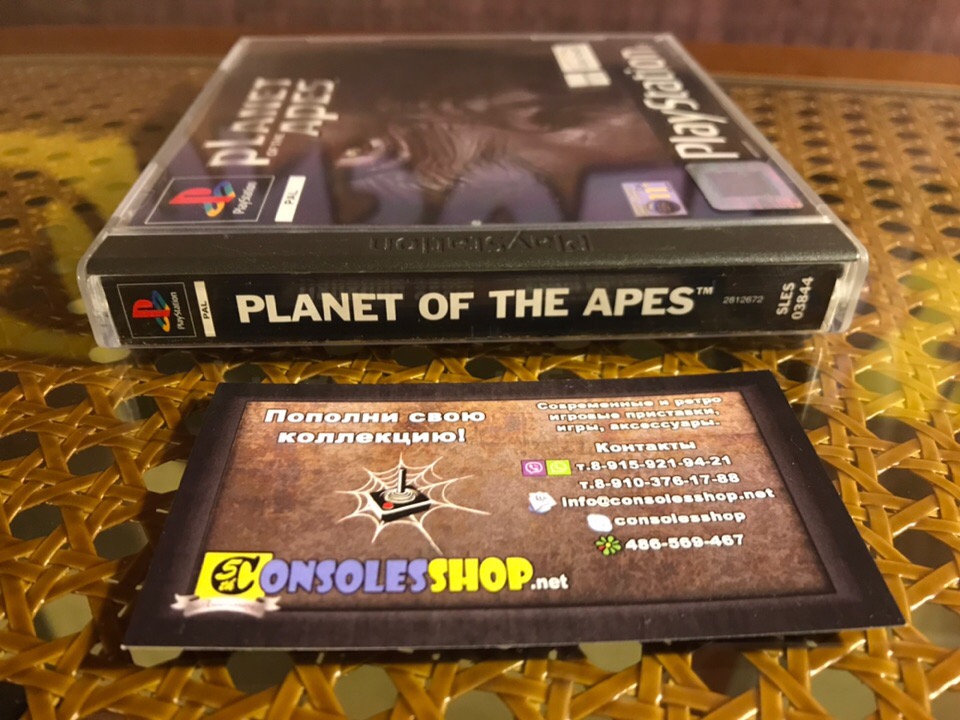 PLANET
OF THE
APES
PlayStation
PlayStation
PAL
PlayStation
PlayStation
PAL
PLANET OF THE APES™
2812672
SLES
03844
Пополни свою
коллекцию!
Современные и ретро
игровые приставки,
игры, аксессуары.
Контакты
т.8-915-921-94-21
т.8-910-376-17-88
info@consolesshop.net
consolesshop
486-569-467
CONSOLESSHOP.net